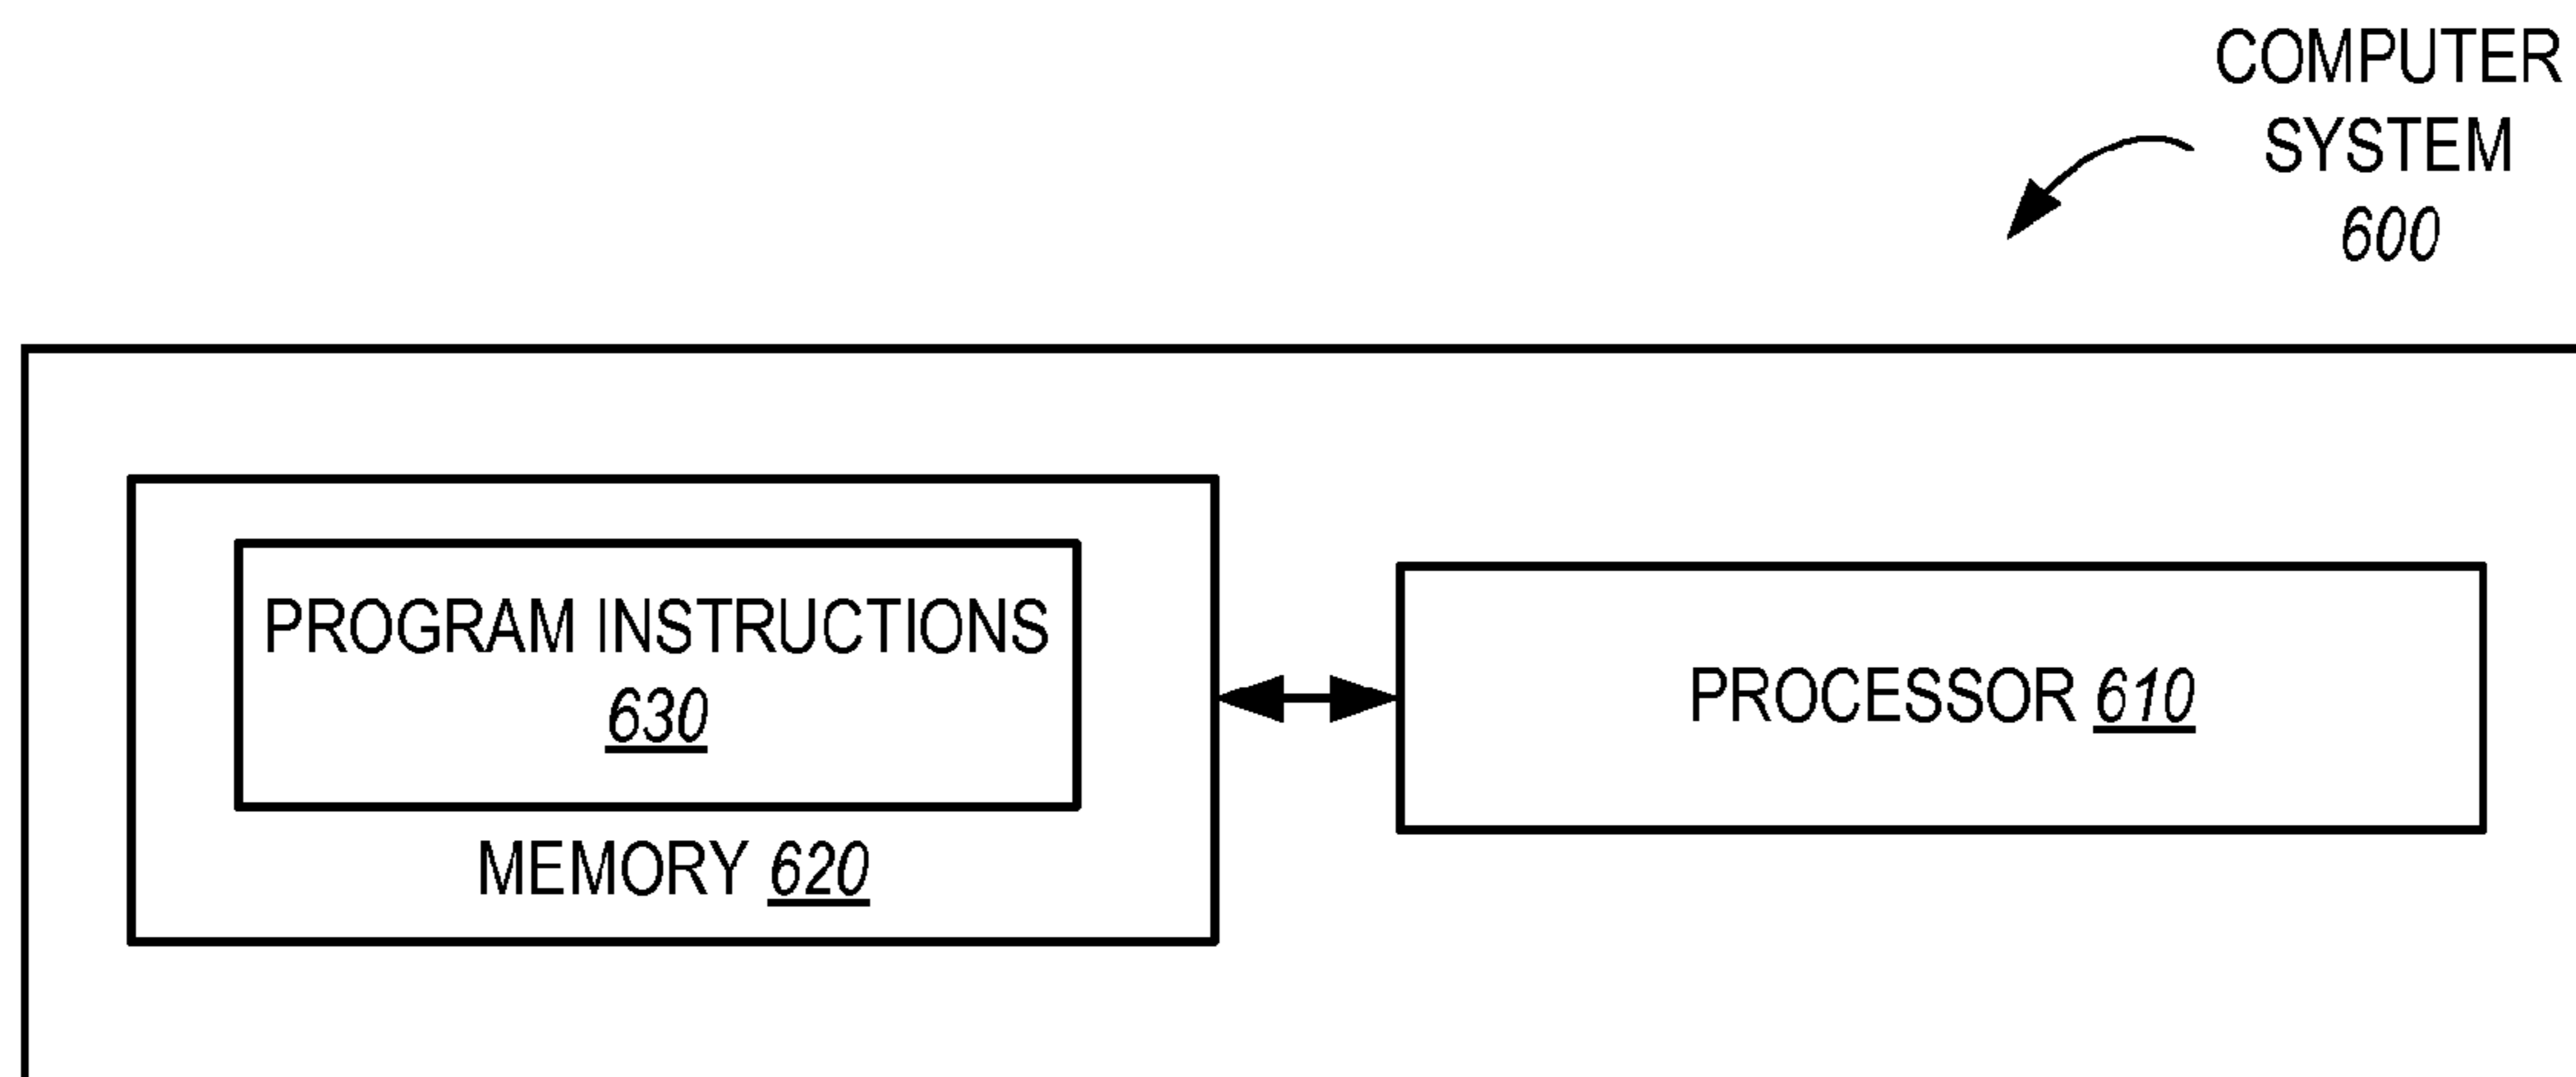 COMPUTER
SYSTEM
600
PROGRAM INSTRUCTIONS
630
MEMORY 620
PROCESSOR 610